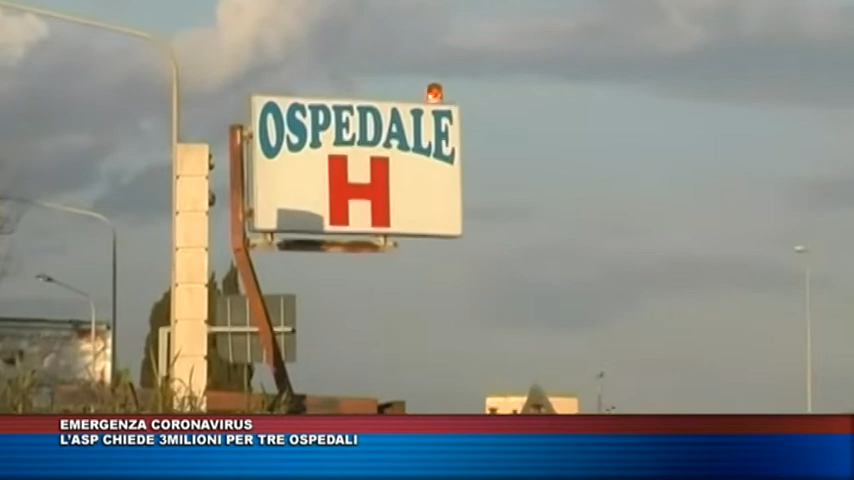 OSPEDALE
H
EMERGENZA CORONAVIRUS
L'ASP CHIEDE 3MILIONI PER TRE OSPEDALI